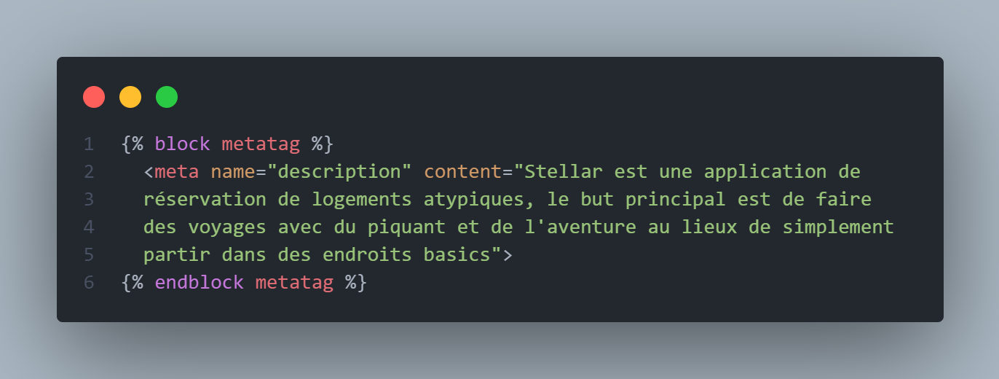 1 {% block metatag %}
2 <meta name="description" content="Stellar est une application de
3 réservation de logements atypiques, le but principal est de faire
4 des voyages avec du piquant et de l'aventure au lieux de simplement
5 partir dans des endroits basics">
6 {% endblock metatag %}